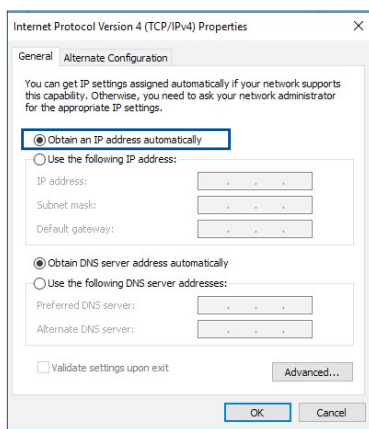 Internet Protocol Version 4 (TCP/IPv4) Properties
General
Alternate Configuration
You can get IP settings assigned automatically if your network supports
this capability. Otherwise, you need to ask your network administrator
for the appropriate IP settings.
Obtain an IP address automatically
Use the following IP address:
IP address:
Subnet mask:
Default gateway:
Obtain DNS server address automatically
Use the following DNS server addresses:
Preferred DNS server:
Alternate DNS server:
Validate settings upon exit
Advanced...
OK
Cancel